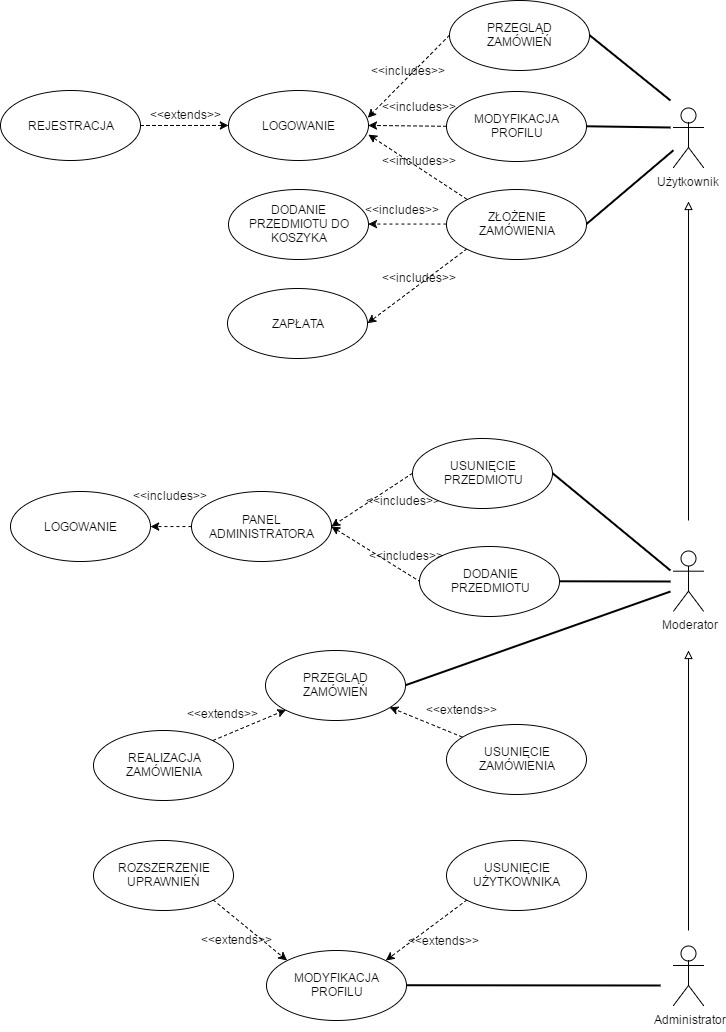 PRZEGLĄD
ZAMÓWIEŃ
<<includes>>
REJESTRACJA
<<extends>>
LOGOWANIE
<<includes>>
MODYFIKACJA
PROFILU
Użytkownik
<<includes>>
DODANIE
PRZEDMIOTU DO
KOSZYKA
<<includes>>
ZŁOŻENIE
ZAMÓWIENIA
<<includes>>
ZAPŁATA
USUNIĘCIE
PRZEDMIOTU
LOGOWANIE
<<includes>>
PANEL
ADMINISTRATORA
<<includes>>
<<includes>>
DODANIE
PRZEDMIOTU
Moderator
PRZEGLĄD
ZAMÓWIEŃ
<<extends>>
<<extends>>
REALIZACJA
ZAMÓWIENIA
USUNIĘCIE
ZAMÓWIENIA
ROZSZERZENIE
UPRAWNIEŃ
USUNIĘCIE
UŻYTKOWNIKA
<<extends>>
<<extends>>
MODYFIKACJA
PROFILU
Administrator